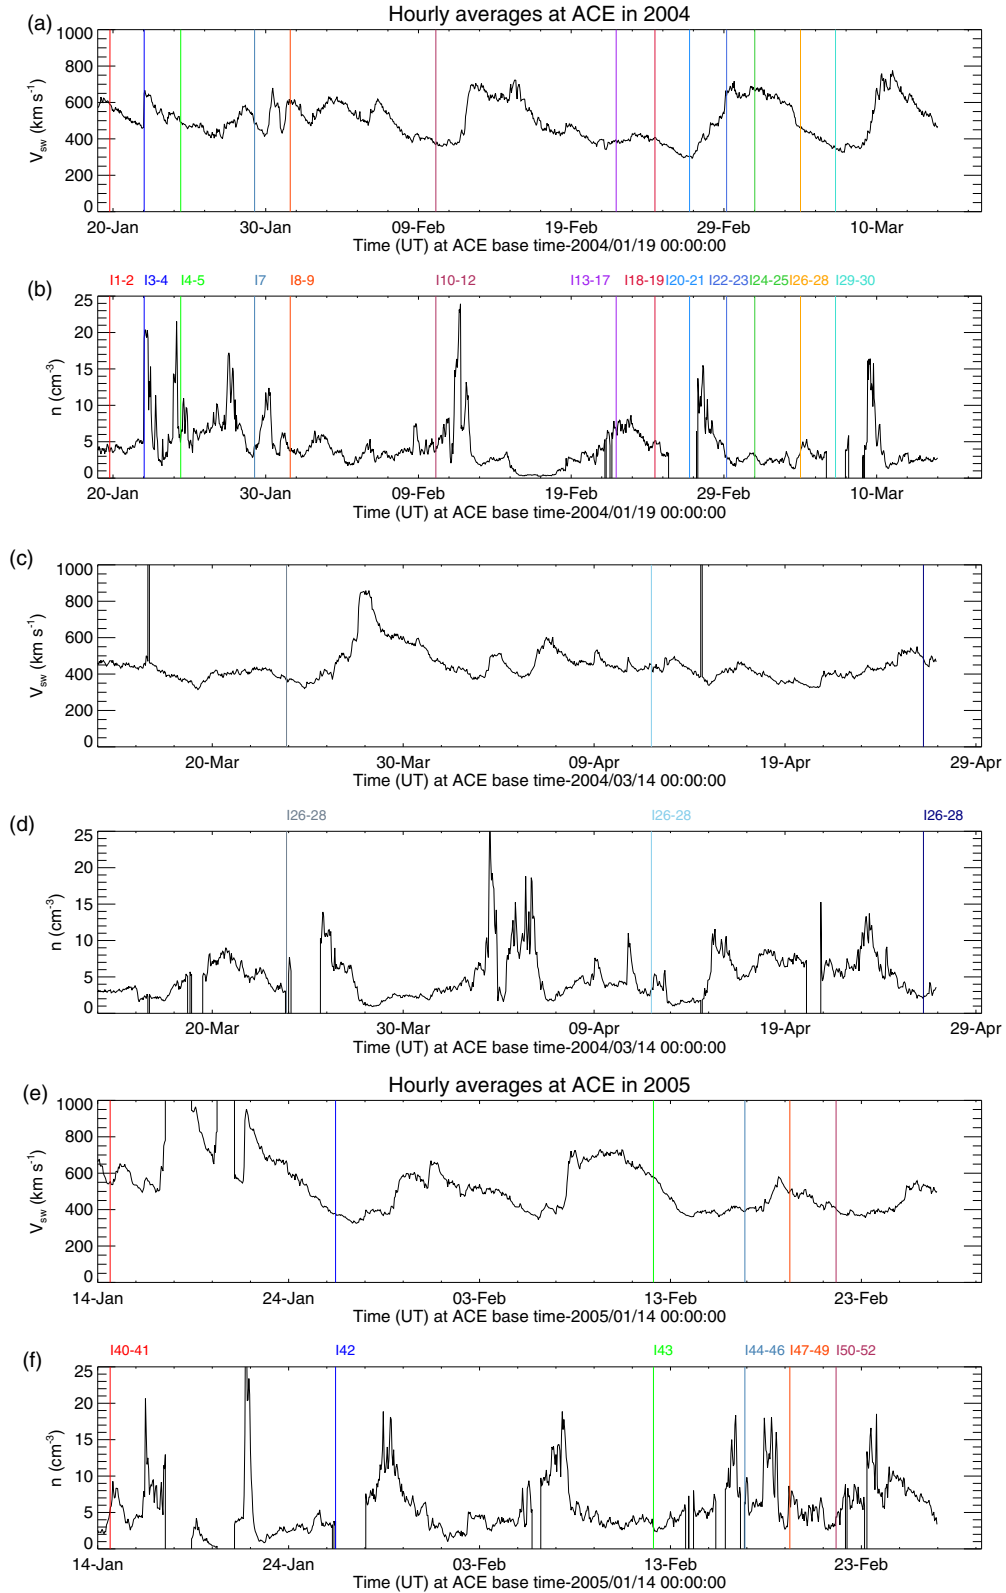 Hourly averages at ACE in 2004
(a)
1000
800
600
400
200
0
V_sw (km s⁻¹)
20-Jan 30-Jan 09-Feb 19-Feb 29-Feb 10-Mar
Time (UT) at ACE base time-2004/01/19 00:00:00
I1-2 I3-4 I4-5 I7 I8-9 I10-12 I13-17 I18-19 I20-21 I22-23 I24-25 I26-28 I29-30
(b)
25
20
15
10
5
0
n (cm⁻³)
20-Jan 30-Jan 09-Feb 19-Feb 29-Feb 10-Mar
Time (UT) at ACE base time-2004/01/19 00:00:00
(c)
1000
800
600
400
200
0
V_sw (km s⁻¹)
20-Mar 30-Mar 09-Apr 19-Apr 29-Apr
Time (UT) at ACE base time-2004/03/14 00:00:00
(d)
I26-28 I26-28 I26-28
25
20
15
10
5
0
n (cm⁻³)
20-Mar 30-Mar 09-Apr 19-Apr 29-Apr
Time (UT) at ACE base time-2004/03/14 00:00:00
Hourly averages at ACE in 2005
(e)
1000
800
600
400
200
0
V_sw (km s⁻¹)
14-Jan 24-Jan 03-Feb 13-Feb 23-Feb
Time (UT) at ACE base time-2005/01/14 00:00:00
(f)
I40-41 I42 I43 I44-46 I47-49 I50-52
25
20
15
10
5
0
n (cm⁻³)
14-Jan 24-Jan 03-Feb 13-Feb 23-Feb
Time (UT) at ACE base time-2005/01/14 00:00:00